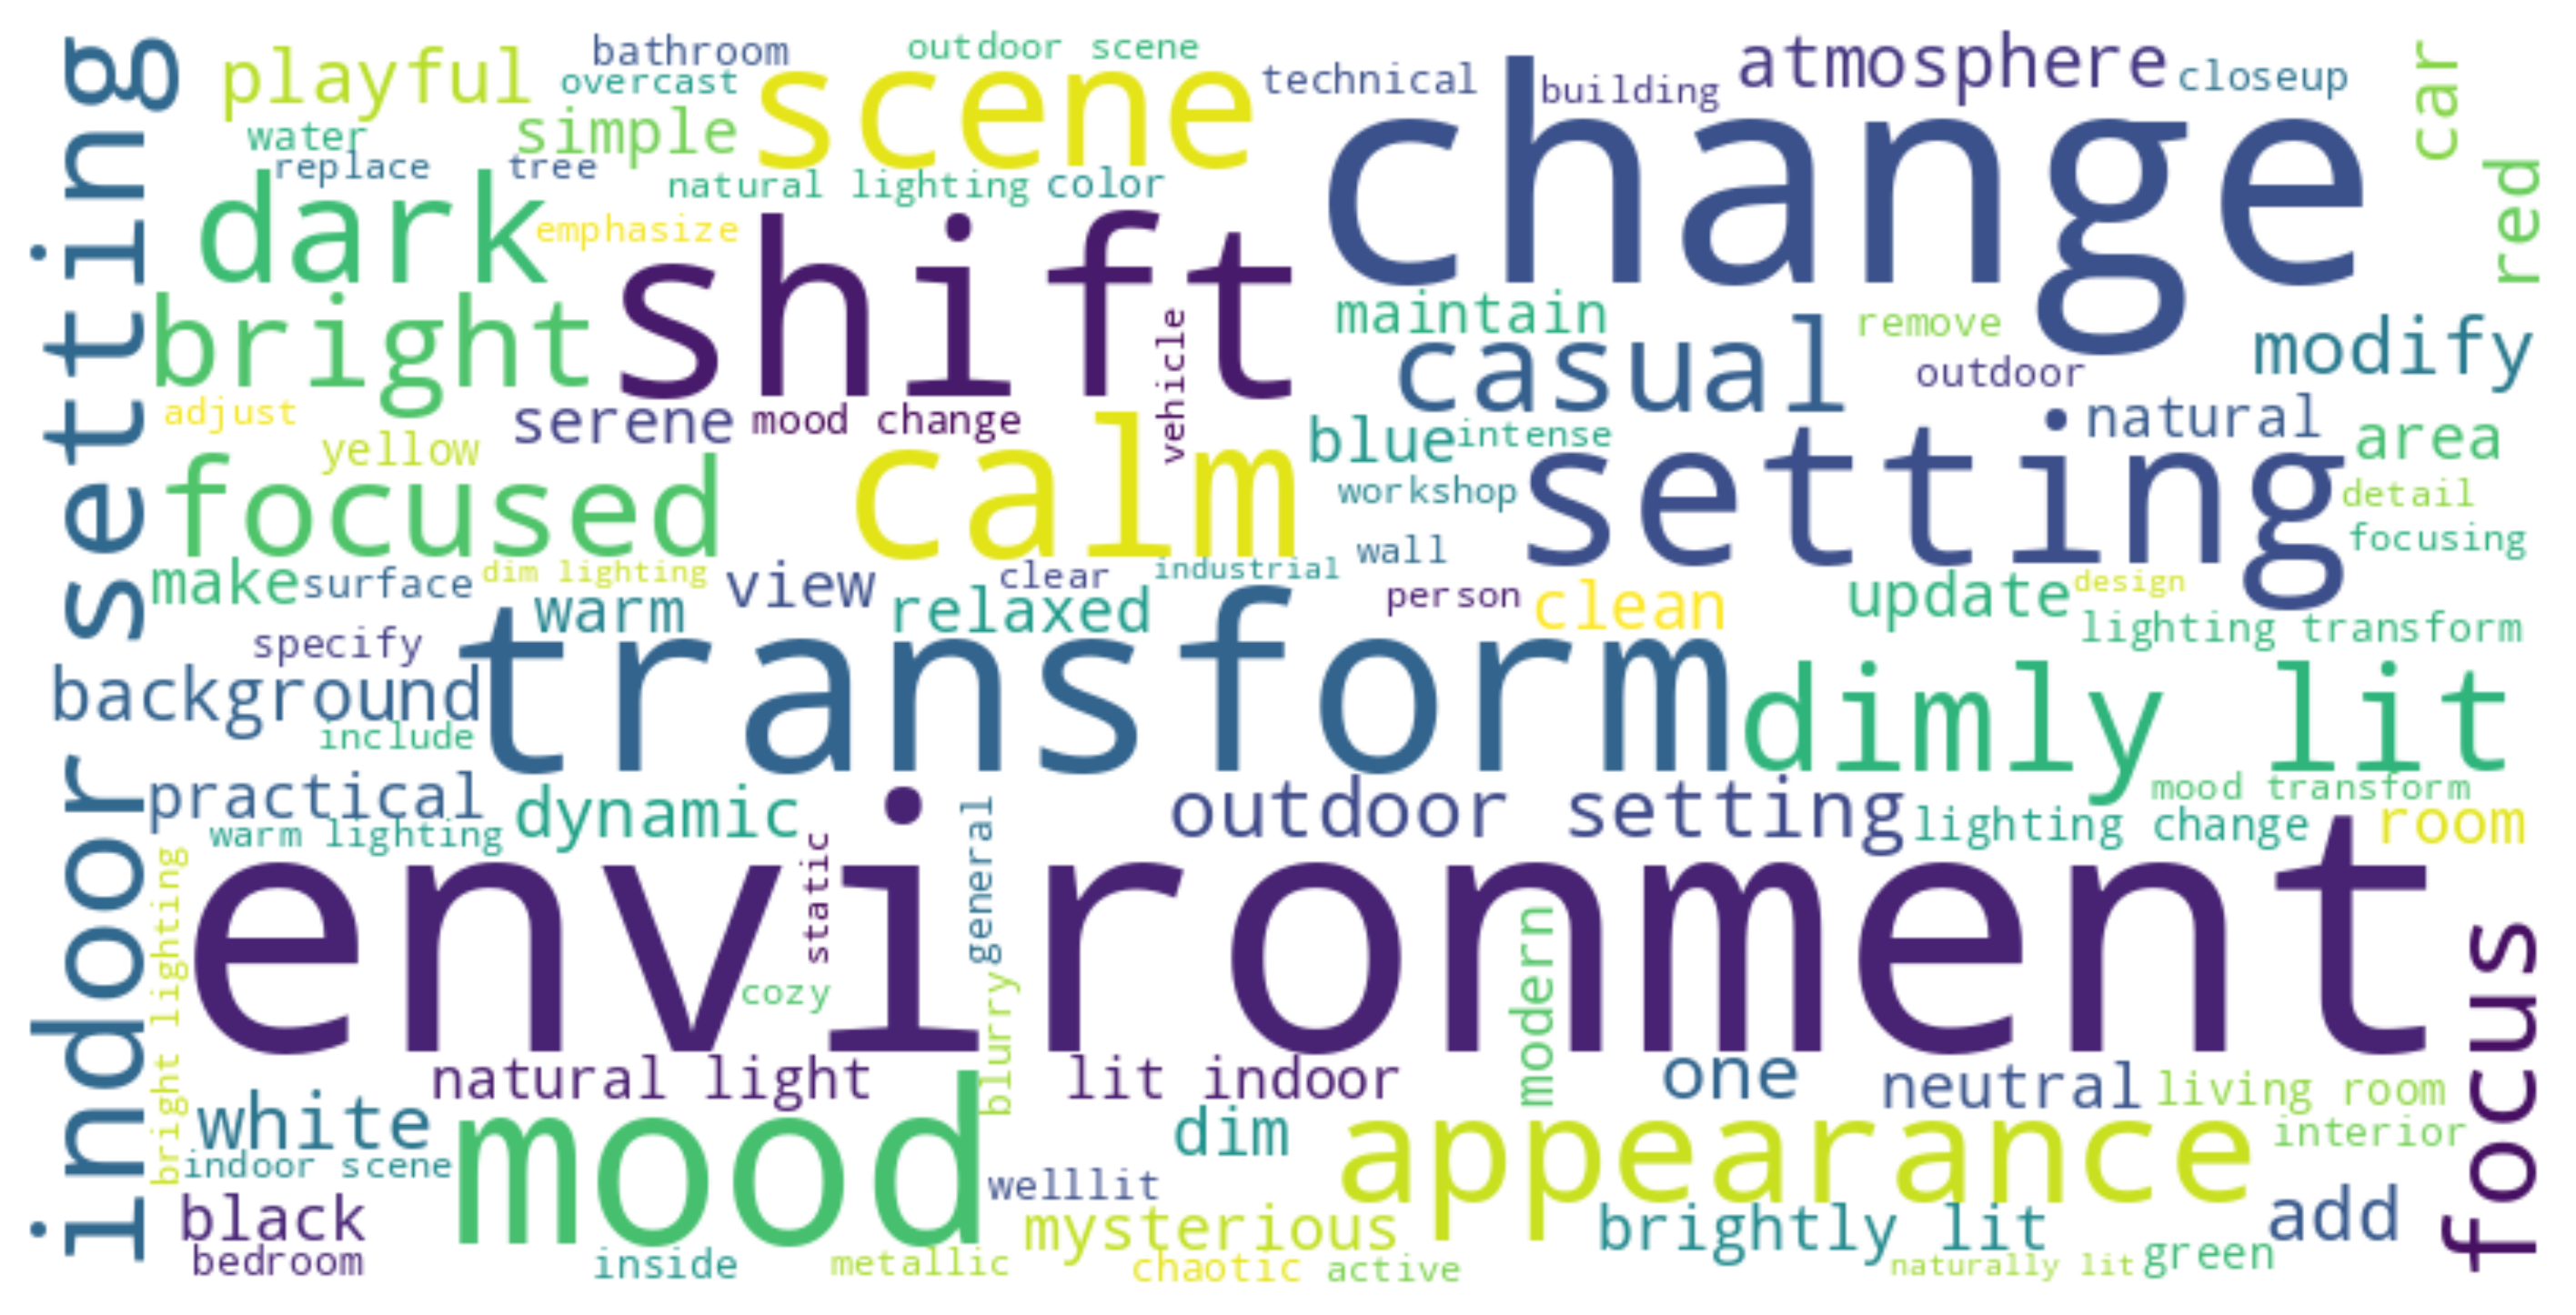 indoor setting
playful
bathroom
overcast
outdoor scene
scene
technical
building
atmosphere
closeup
car
red
water
simple
replace
tree
natural lighting
color
change
dark
emphasize
shift
bright
vehicle
maintain
casual
remove
modify
outdoor
adjust
serene
mood change
natural
yellow
calm
blue
intense
setting
area
focused
workshop
detail
focusing
make
surface
dim lighting
view
clear
industrial
wall
warm
relaxed
person
clean
update
design
specify
lighting transform
background
transform
dimly lit
include
practical
dynamic
outdoor setting
mood transform
warm lighting
lighting change
room
static
general
environment
bright lighting
cozy
blurry
modern
focus
natural light
lit indoor
one
neutral
living room
white
mood
dim
appearance
interior
indoor scene
welllit
black
mysterious
brightly lit
add
bedroom
inside
metallic
chaotic
active
naturally lit
green